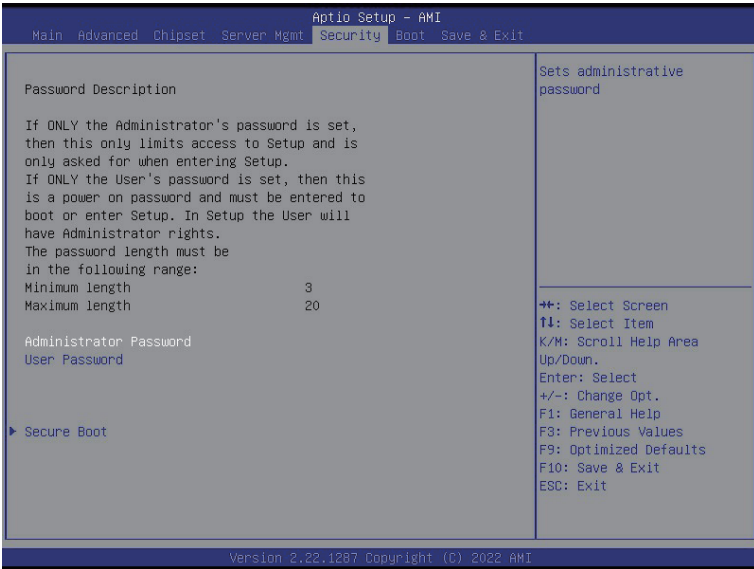 Aptio Setup – AMI
Main Advanced Chipset Server Mgmt Security Boot Save & Exit
Password Description
If ONLY the Administrator's password is set,
then this only limits access to Setup and is
only asked for when entering Setup.
If ONLY the User's password is set, then this
is a power on password and must be entered to
boot or enter Setup. In Setup the User will
have Administrator rights.
The password length must be
in the following range:
Minimum length 3
Maximum length 20
Administrator Password
User Password
Secure Boot
Sets administrative
password
→←: Select Screen
↑↓: Select Item
K/M: Scroll Help Area
Up/Down.
Enter: Select
+/-: Change Opt.
F1: General Help
F3: Previous Values
F9: Optimized Defaults
F10: Save & Exit
ESC: Exit
Version 2.22.1287 Copyright (C) 2022 AMI